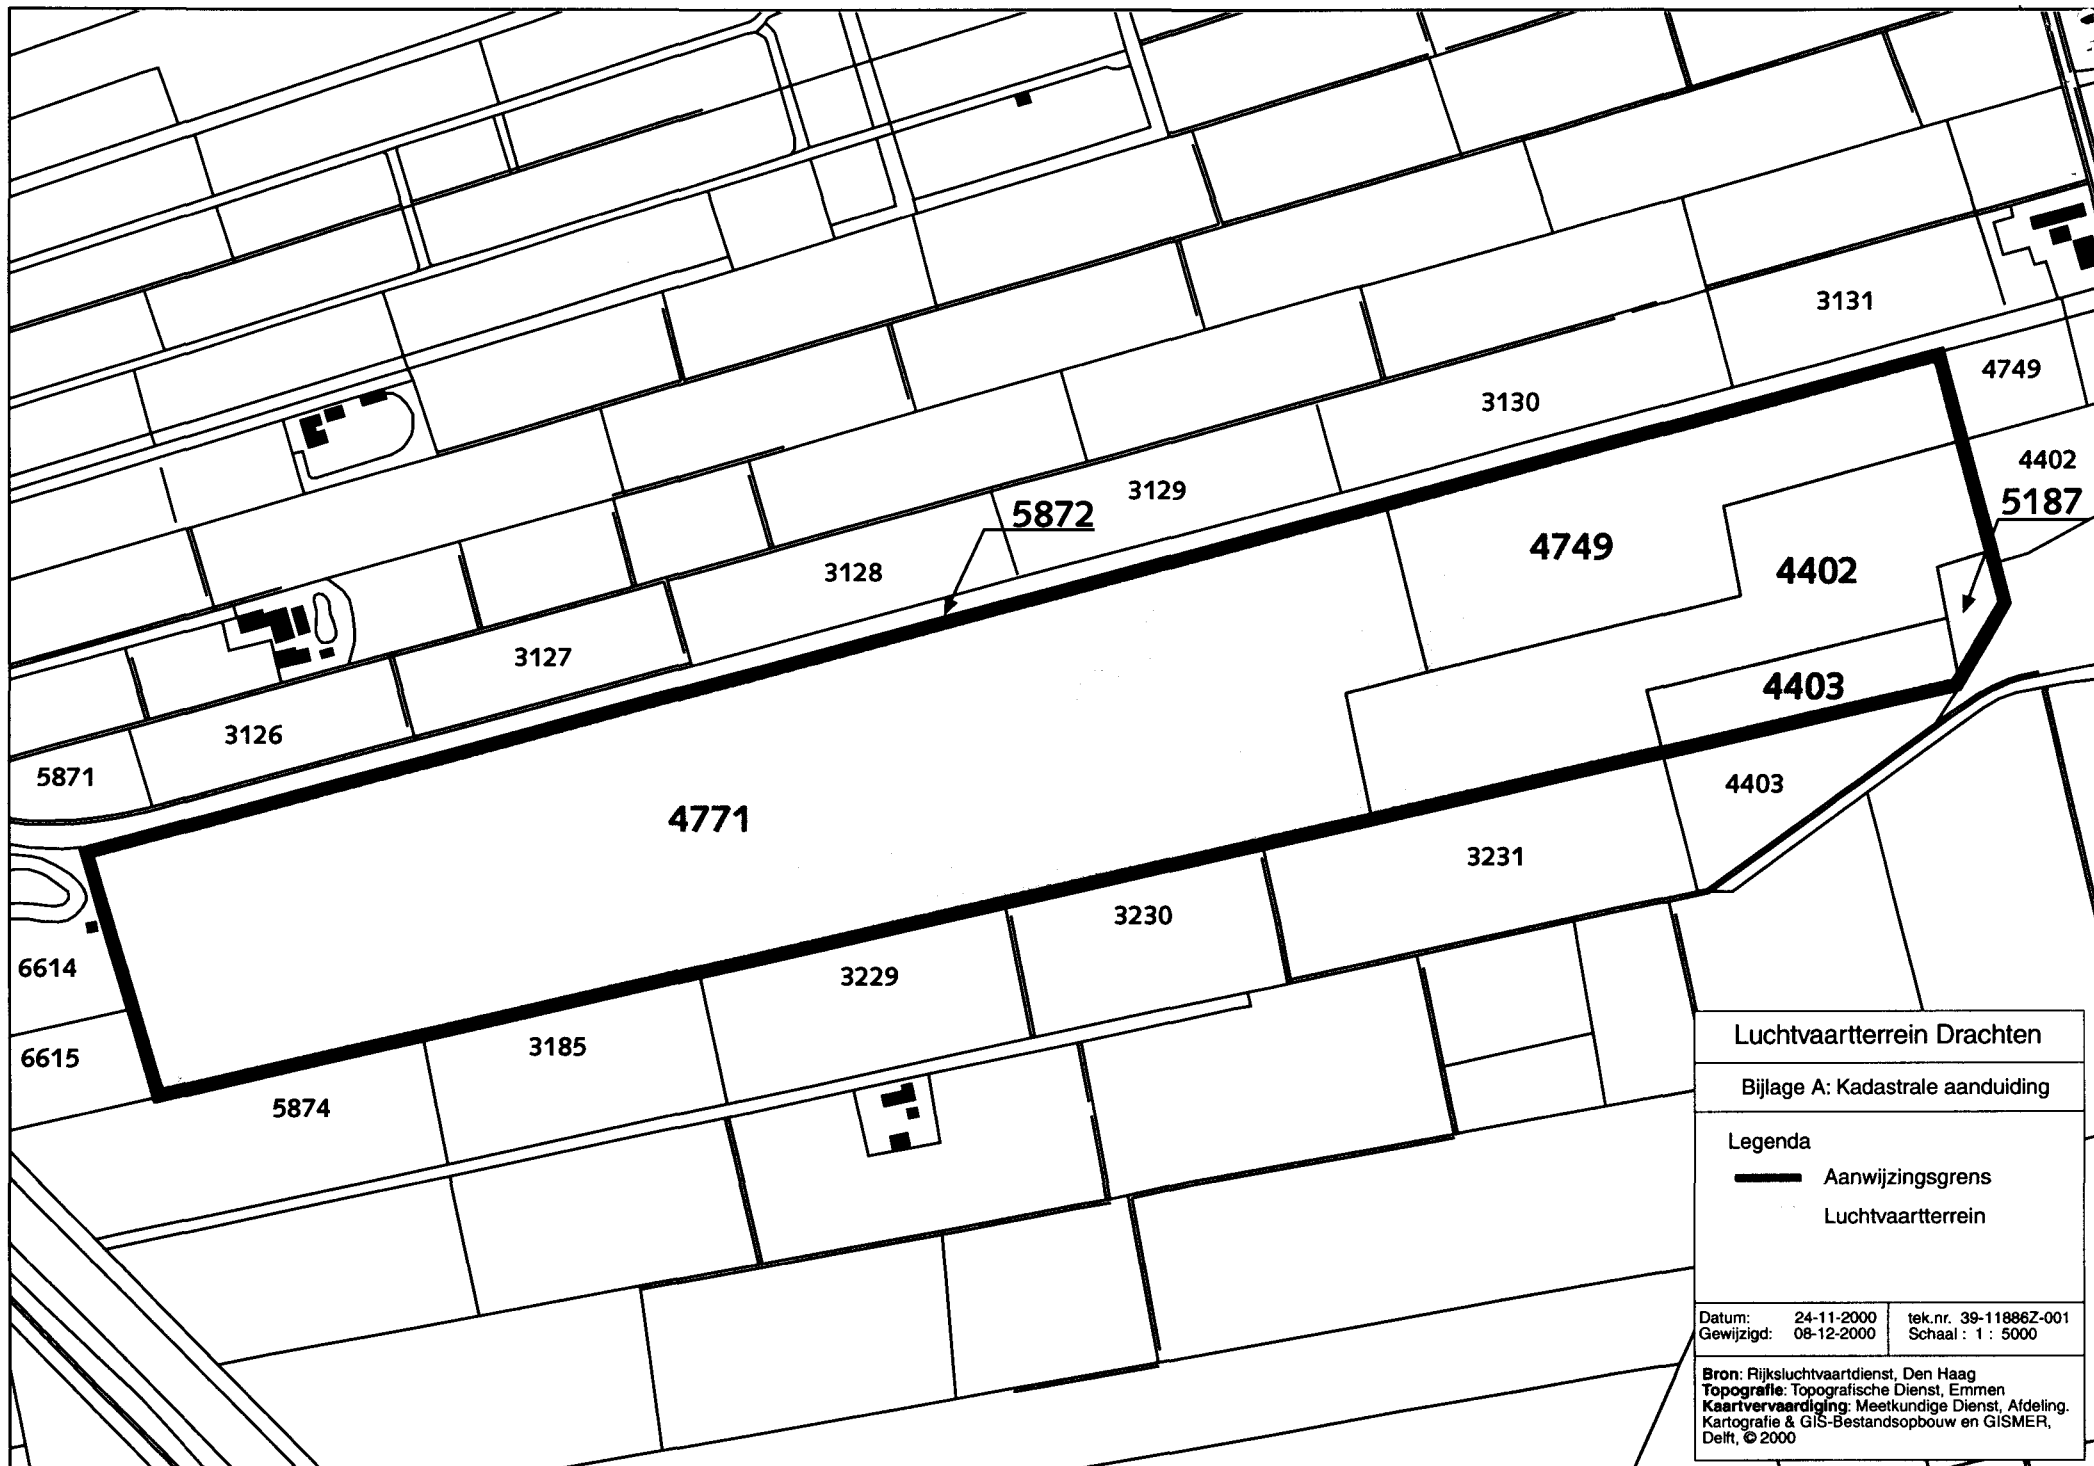 3131
4749
3130
4402
3129
5187
5872
4749
3128
4402
3127
4403
3126
5871
4403
4771
3231
3230
6614
3229
3185
6615
5874
Luchtvaartterrein Drachten
Bijlage A: Kadastrale aanduiding
Legenda
Aanwijzingsgrens
Luchtvaartterrein
Datum: 24-11-2000 tek.nr. 39-11886Z-001
Gewijzigd: 08-12-2000 Schaal : 1 : 5000
Bron: Rijksluchtvaartdienst, Den Haag
Topografie: Topografische Dienst, Emmen
Kaartvervaardiging: Meetkundige Dienst, Afdeling.
Kartografie & GIS-Bestandsopbouw en GISMER,
Delft, © 2000